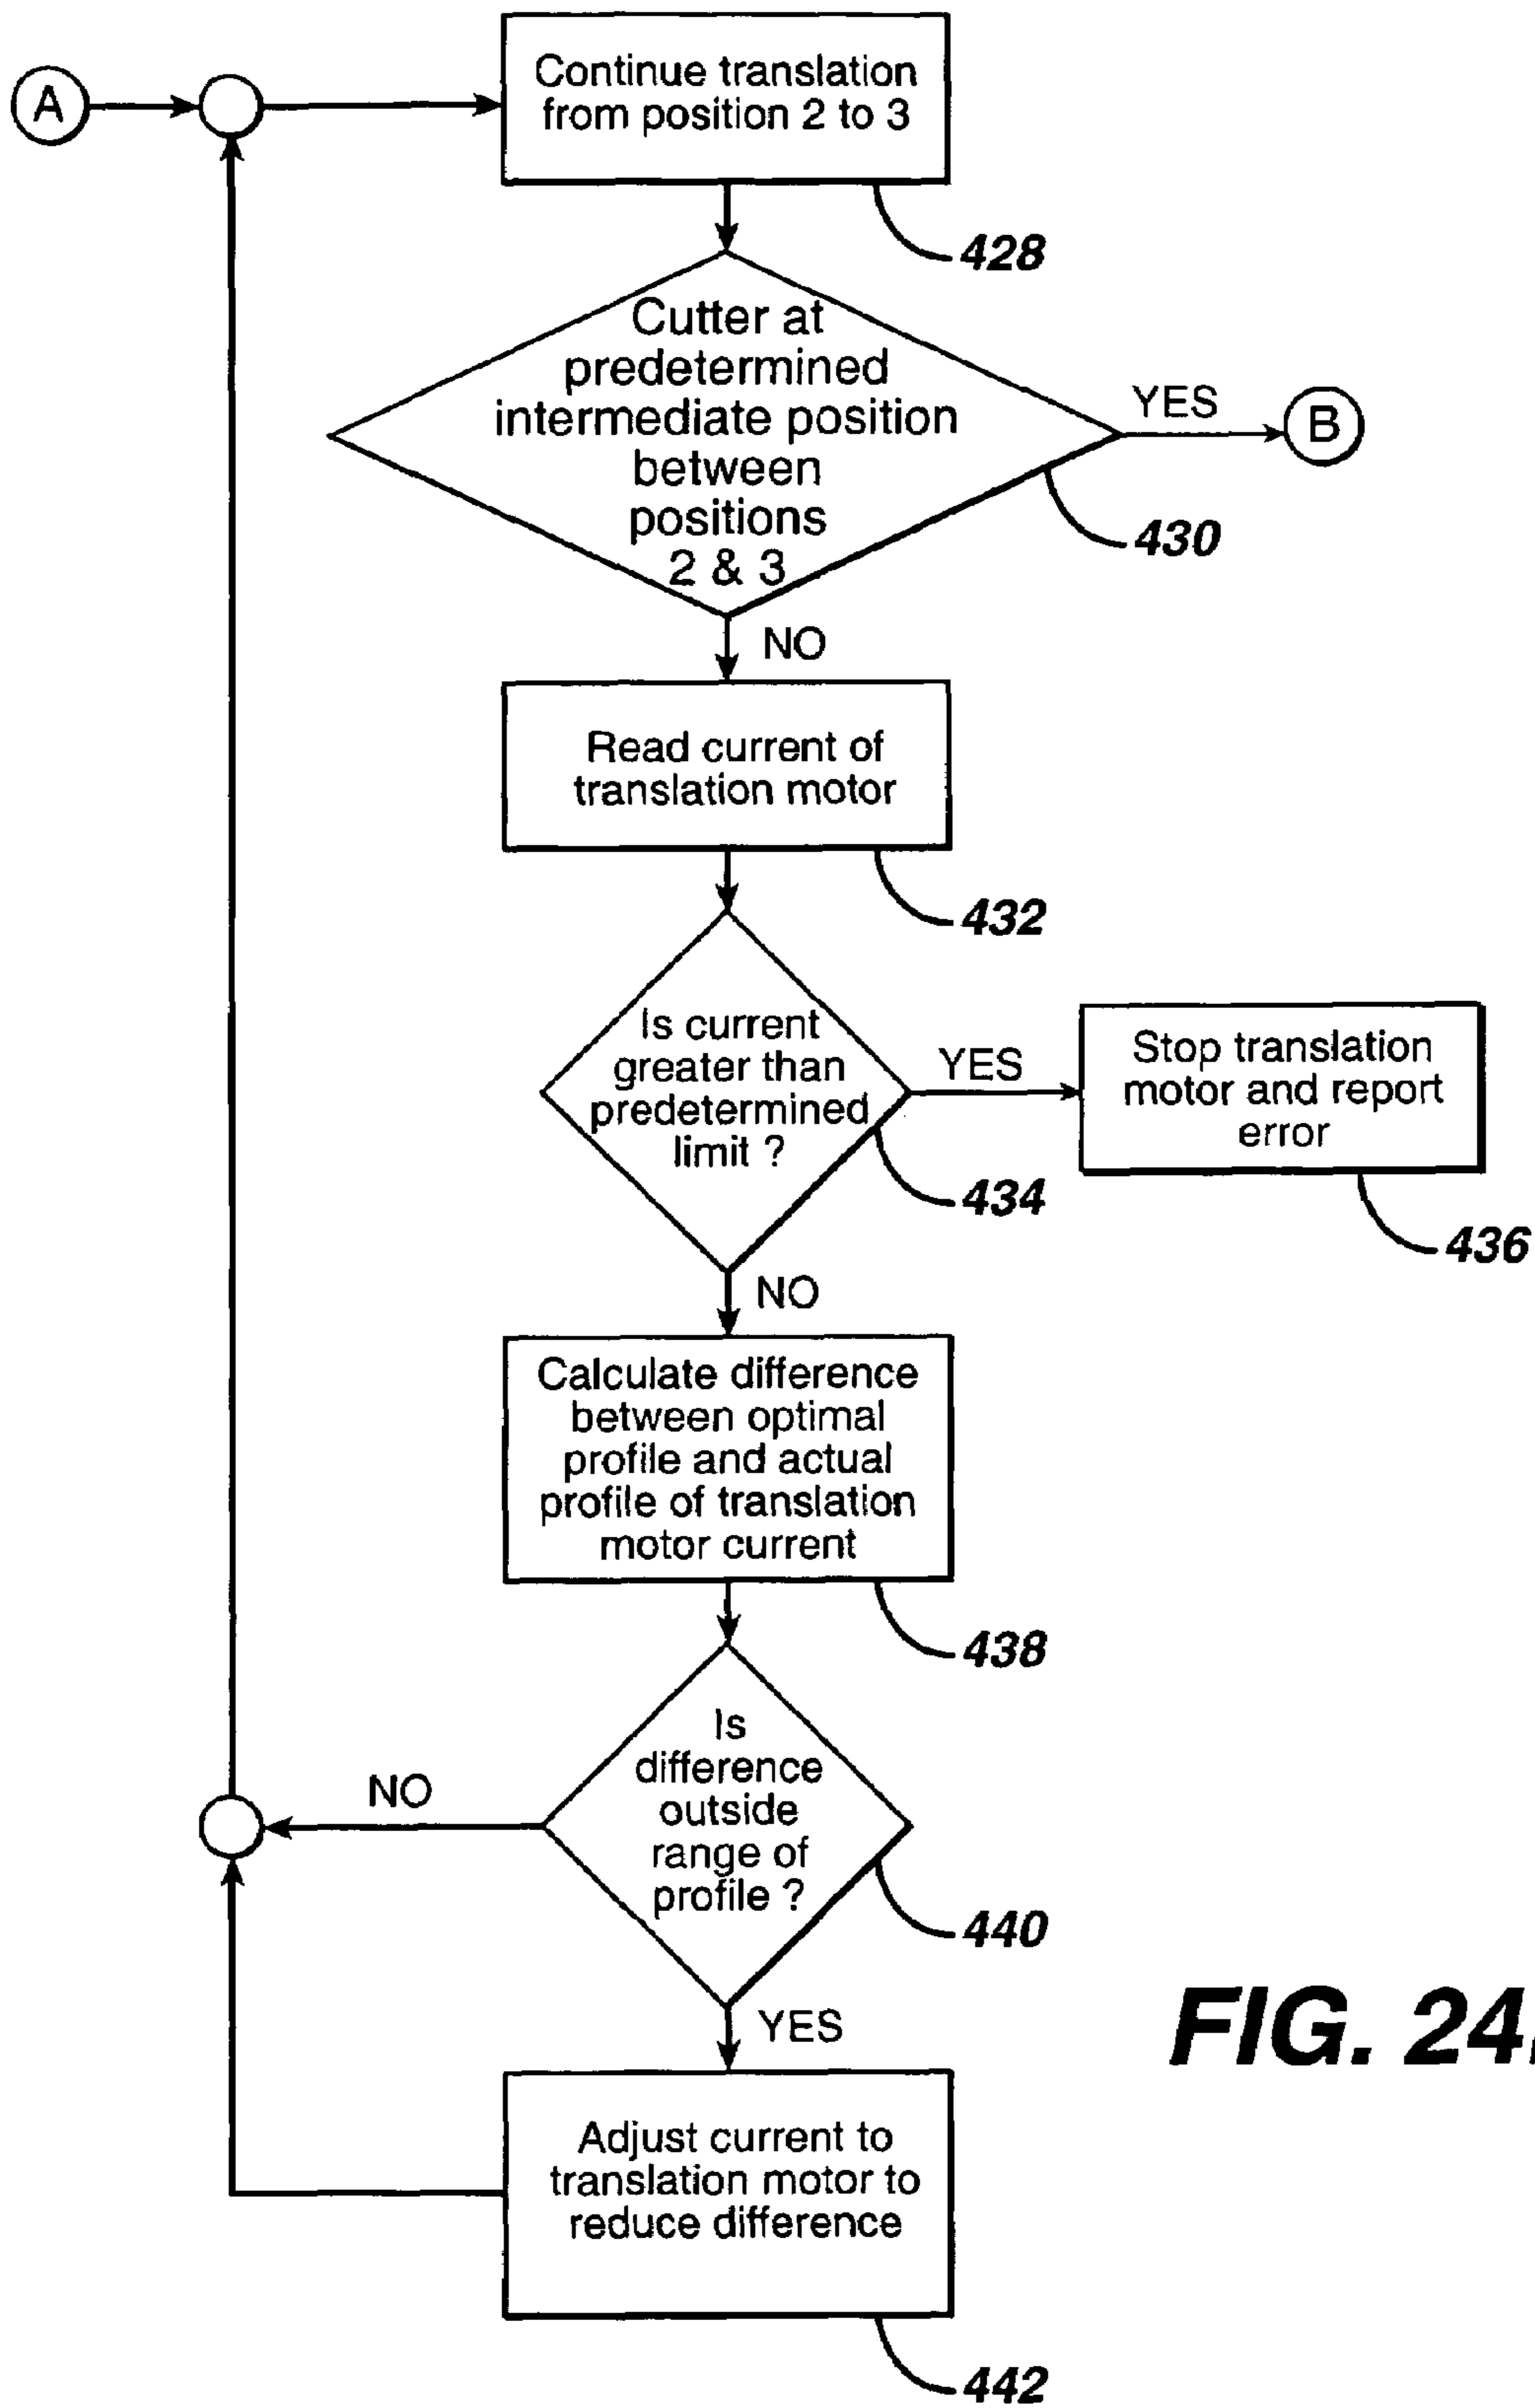 A
Continue translation
from position 2 to 3
428
Cutter at
predetermined
intermediate position
between
positions
2 & 3
YES
B
430
NO
Read current of
translation motor
432
Is current
greater than
predetermined
limit ?
YES
Stop translation
motor and report
error
434
436
NO
Calculate difference
between optimal
profile and actual
profile of translation
motor current
438
Is
difference
outside
range of
profile ?
NO
440
YES
FIG. 24
Adjust current to
translation motor to
reduce difference
442